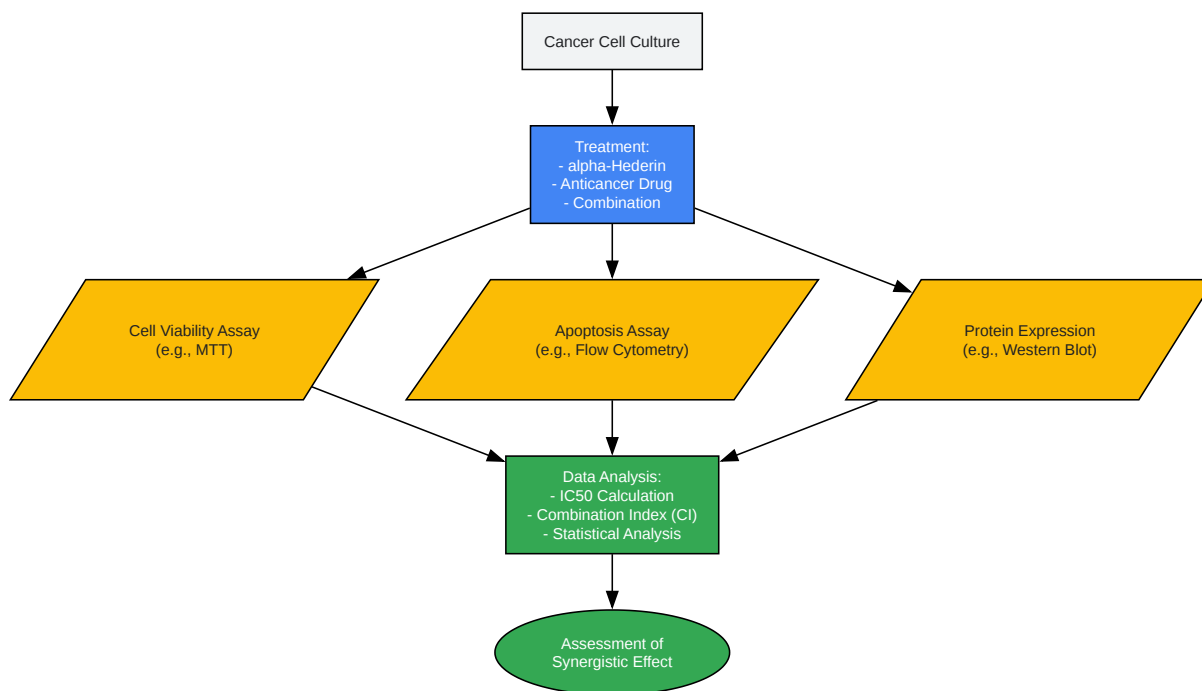 Cancer Cell Culture
Treatment:
- alpha-Hederin
- Anticancer Drug
- Combination
Cell Viability Assay
(e.g., MTT)
Apoptosis Assay
(e.g., Flow Cytometry)
Protein Expression
(e.g., Western Blot)
Data Analysis:
- IC50 Calculation
- Combination Index (CI)
- Statistical Analysis
Assessment of
Synergistic Effect